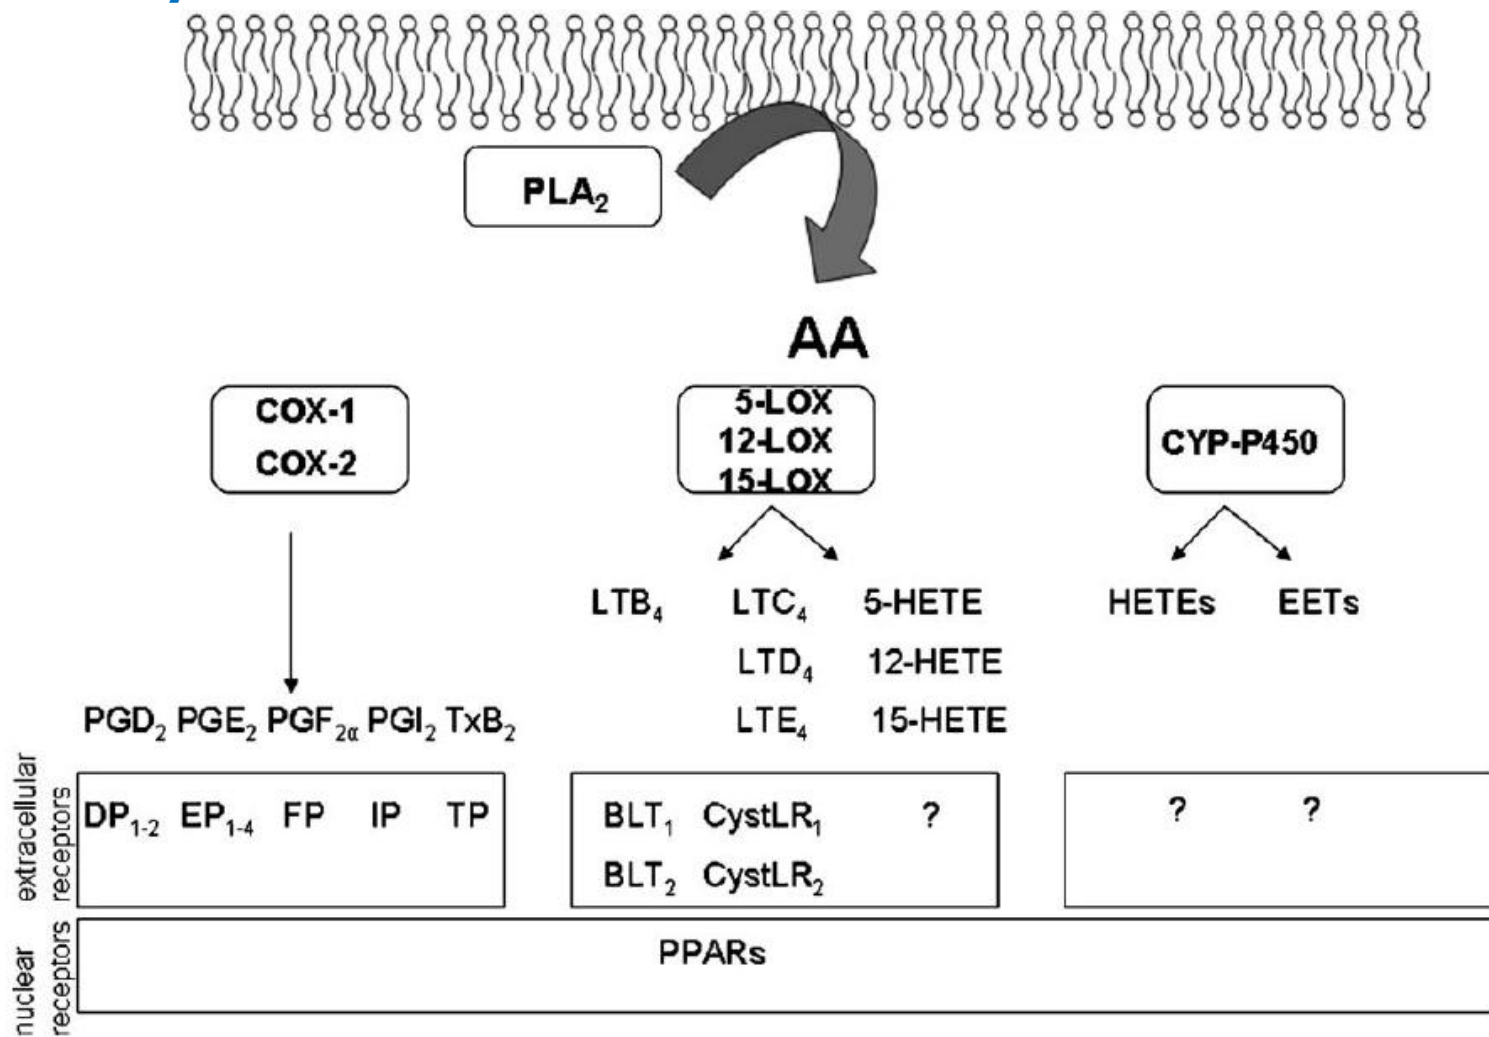 PLA₂
AA
COX-1
COX-2
5-LOX
12-LOX
15-LOX
CYP-P450
LTB₄ LTC₄ 5-HETE
LTD₄ 12-HETE
LTE₄ 15-HETE
HETEs EETs
PGD₂ PGE₂ PGF₂α PGI₂ TxB₂
extracellular
receptors
DP₁₋₂ EP₁₋₄ FP IP TP
BLT₁ CystLR₁ ?
BLT₂ CystLR₂
? ?
nuclear
receptors
PPARs